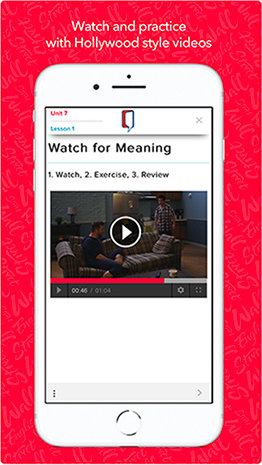 Watch and practice
with Hollywood style videos
Unit 7
Lesson 1
Watch for Meaning
1. Watch, 2. Exercise, 3. Review
00:46 / 01:04